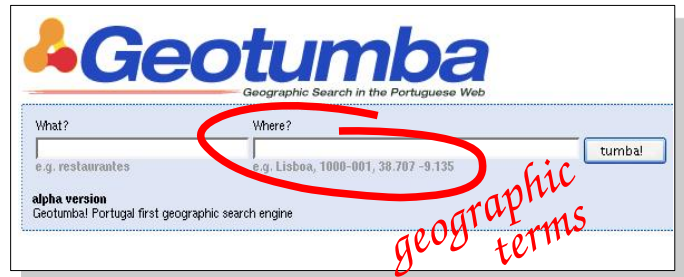 Geotumba
Geographic Search in the Portuguese Web
What? Where?
tumba!
e.g. restaurantes e.g. Lisboa, 1000-001, 38.707 -9.135
alpha version
Geotumba! Portugal first geographic search engine
geographic
terms